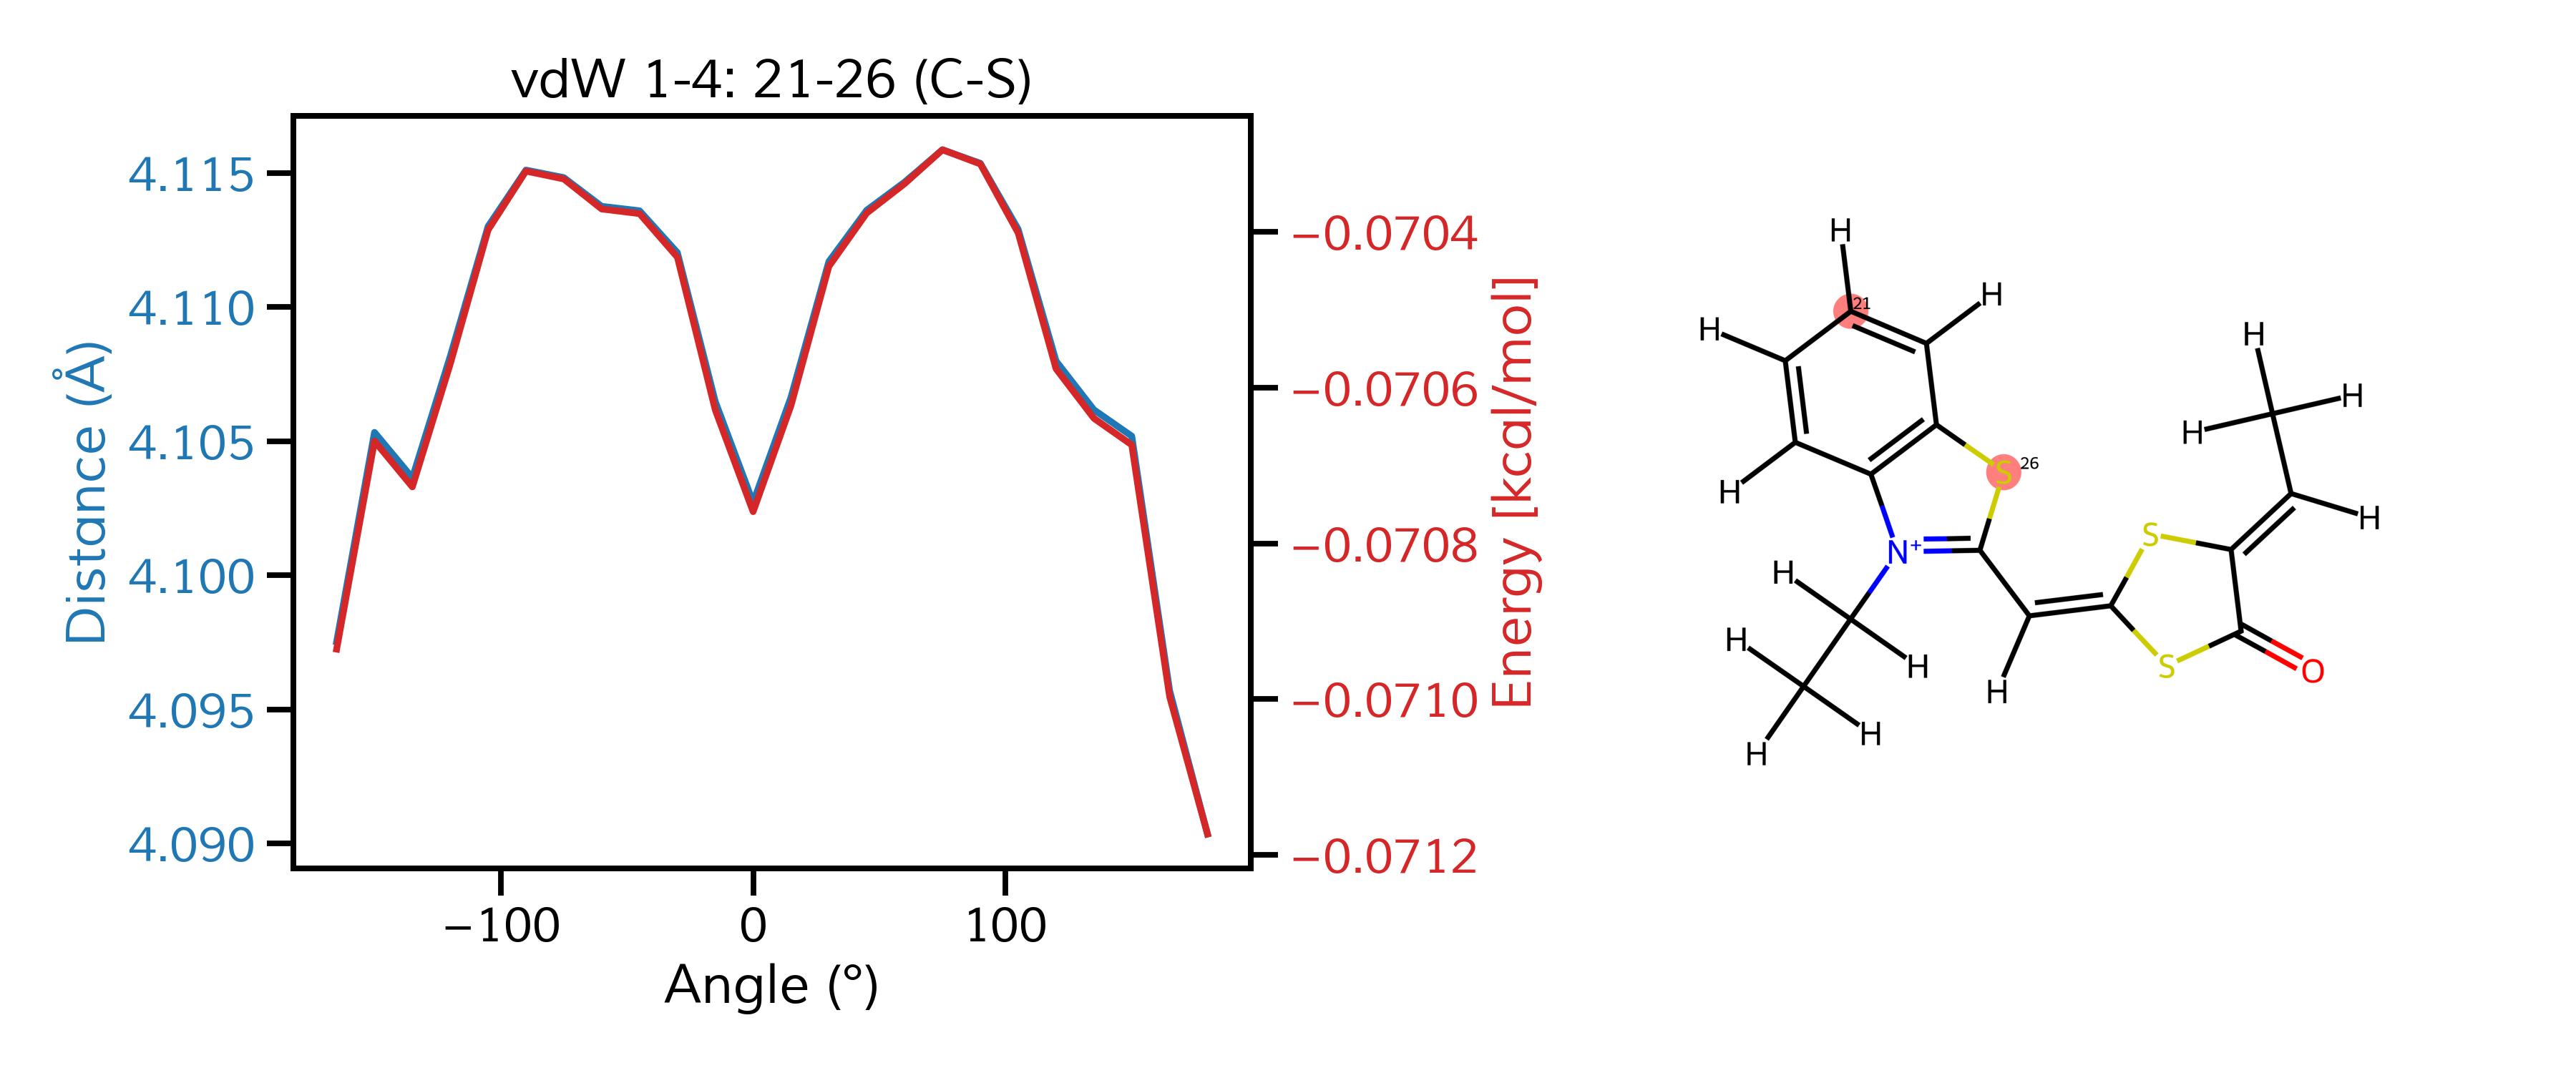 vdW 1-4: 21-26 (C-S)
Distance (Å)
4.115
4.110
4.105
4.100
4.095
4.090
−100
0
100
Angle (°)
−0.0704
−0.0706
−0.0708
−0.0710
−0.0712
Energy [kcal/mol]
H
H
21
H
H
H
H
S 26
H
S
H
N+
H
H
H
H
S
O
H
H
H